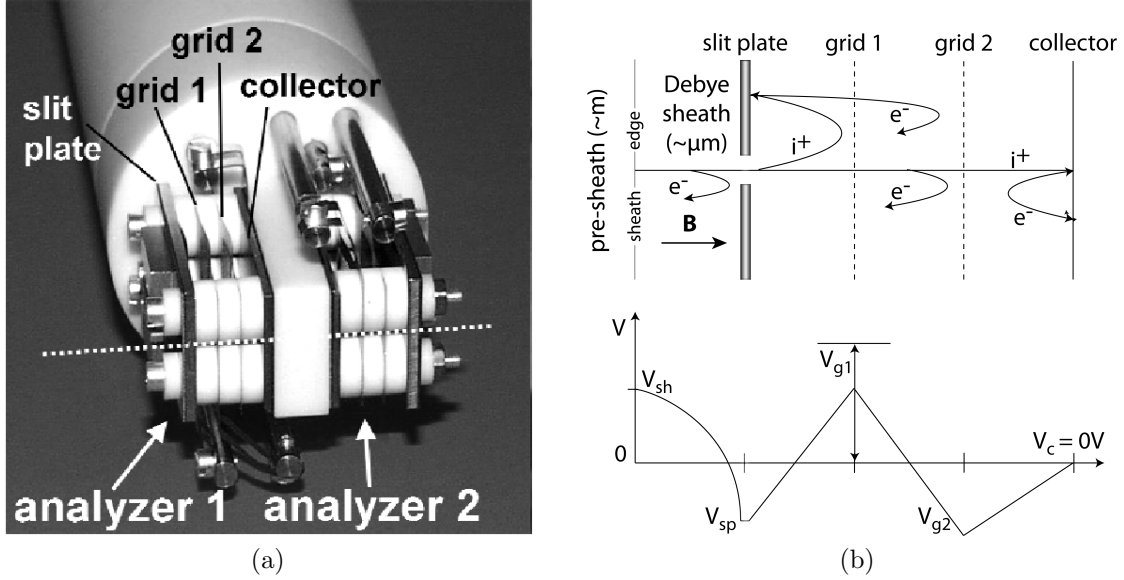 grid 2
grid 1
collector
slit
plate
analyzer 1
analyzer 2
(a)
slit plate
grid 1
grid 2
collector
pre-sheath (~m)
sheath
edge
Debye
sheath
(~μm)
e⁻
i⁺
e⁻
e⁻
i⁺
e⁻
B
V
V_sh
V_g1
0
V_c = 0V
V_sp
V_g2
(b)